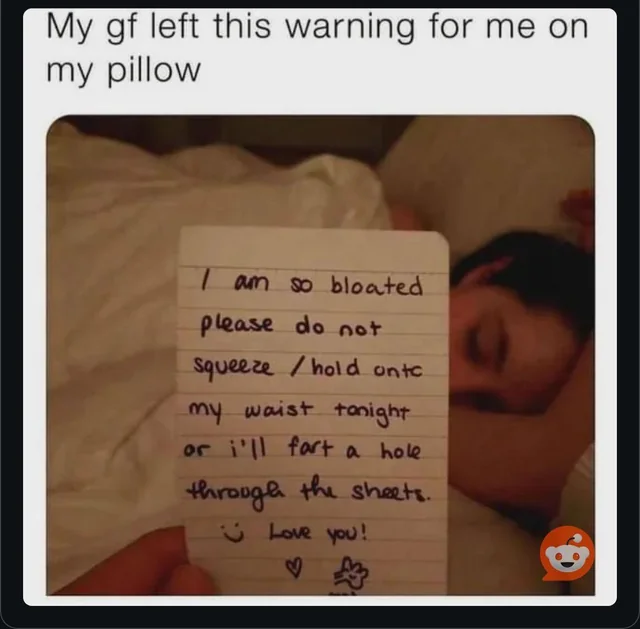 My gf left this warning for me on
my pillow
I am so bloated
please do not
squeeze / hold onto
my waist tonight
or i'll fart a hole
through the sheets.
Love you!